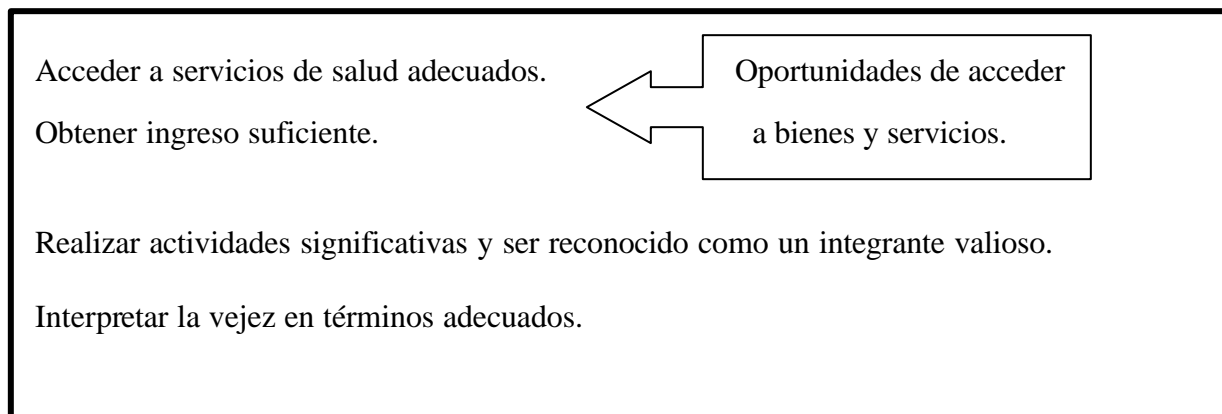 Acceder a servicios de salud adecuados.
Obtener ingreso suficiente.
Oportunidades de acceder
a bienes y servicios.
Realizar actividades significativas y ser reconocido como un integrante valioso.
Interpretar la vejez en términos adecuados.